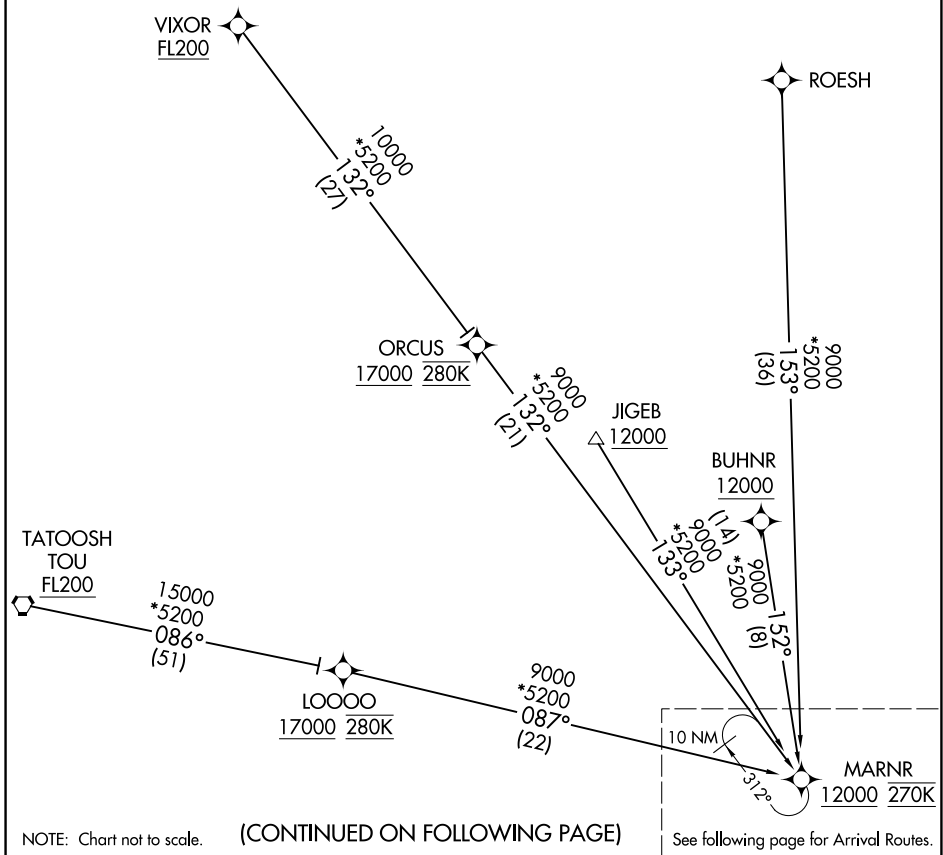 VIXOR
FL200
ROESH
10000
*5200
132°
(27)
ORCUS
17000 280K
9000
*5200
132°
(21)
9000
*5200
153°
(36)
JIGEB
12000
BUHNR
12000
(14)
9000
*5200
133°
9000
*5200
152°
(8)
TATOOSH
TOU
FL200
15000
*5200
086°
(51)
LOOOO
17000 280K
9000
*5200
087°
(22)
10 NM
312°
MARNR
12000 270K
NOTE: Chart not to scale.
(CONTINUED ON FOLLOWING PAGE)
See following page for Arrival Routes.